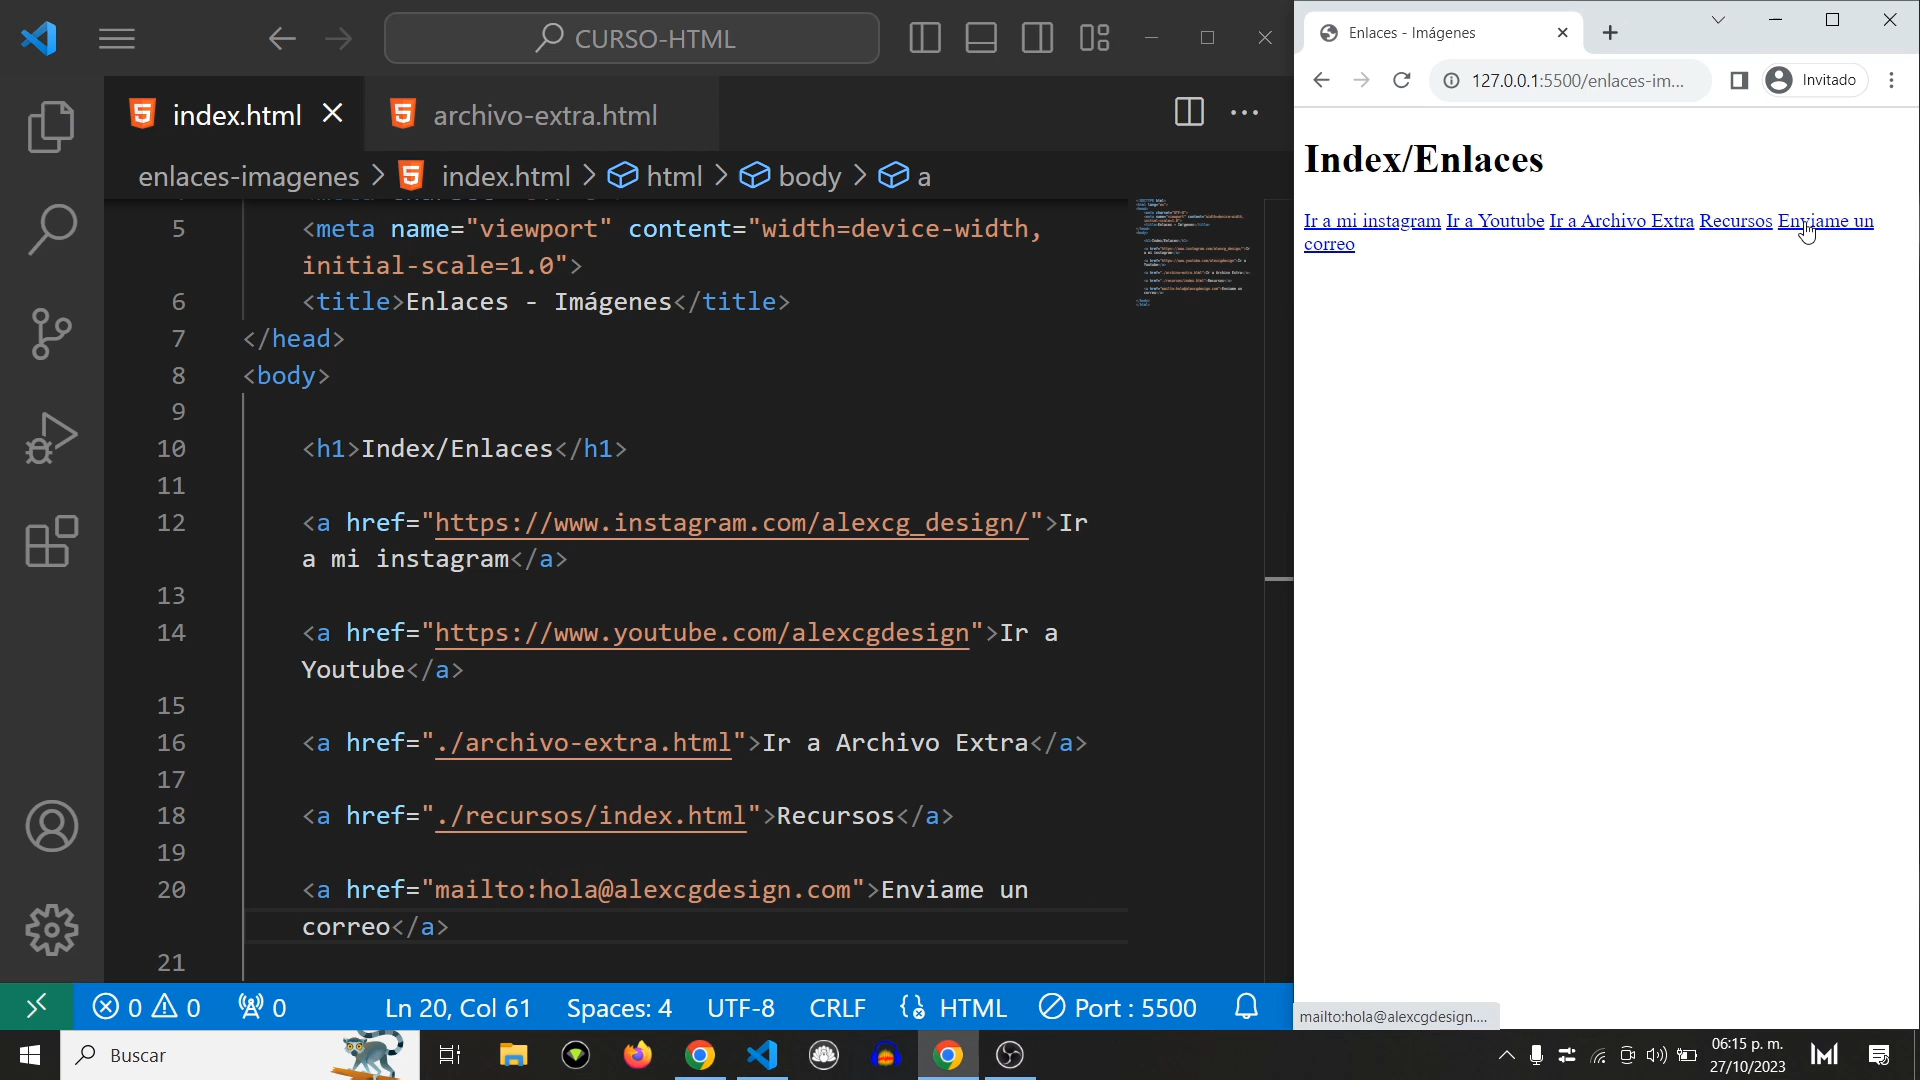 CURSO-HTML
index.html
archivo-extra.html
enlaces-imagenes > index.html > html > body > a
5 <meta name="viewport" content="width=device-width,
initial-scale=1.0">
6 <title>Enlaces - Imágenes</title>
7 </head>
8 <body>
9
10 <h1>Index/Enlaces</h1>
11
12 <a href="https://www.instagram.com/alexcg_design/">Ir
a mi instagram</a>
13
14 <a href="https://www.youtube.com/alexcgdesign">Ir a
Youtube</a>
15
16 <a href="./archivo-extra.html">Ir a Archivo Extra</a>
17
18 <a href="./recursos/index.html">Recursos</a>
19
20 <a href="mailto:hola@alexcgdesign.com">Enviame un
correo</a>
21
0 0 0 Ln 20, Col 61 Spaces: 4 UTF-8 CRLF HTML Port : 5500
Enlaces - Imágenes
127.0.0.1:5500/enlaces-im...
Invitado
Index/Enlaces
Ir a mi instagram Ir a Youtube Ir a Archivo Extra Recursos Enviame un
correo
mailto:hola@alexcgdesign....
Buscar
06:15 p. m.
27/10/2023